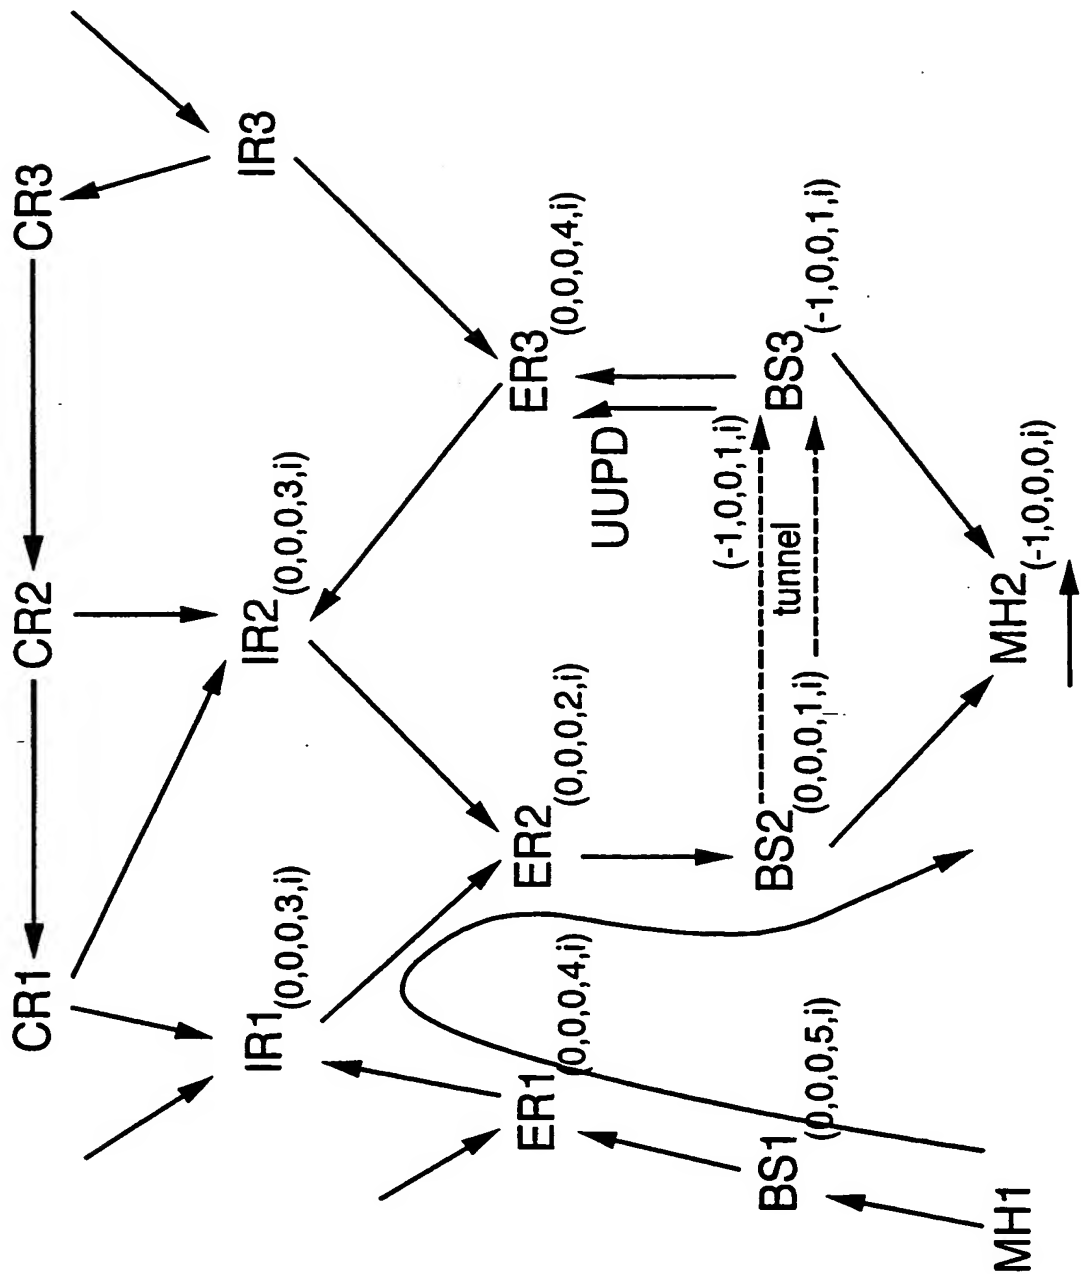 CR1
CR2
CR3
IR1(0,0,0,3,i)
IR2(0,0,0,3,i)
IR3
ER1(0,0,0,4,i)
ER2(0,0,0,2,i)
ER3(0,0,0,4,i)
UUPD
(-1,0,0,1,i)
tunnel
BS1(0,0,0,5,i)
BS2(0,0,0,1,i)
BS3(-1,0,0,1,i)
MH1
MH2(-1,0,0,0,i)